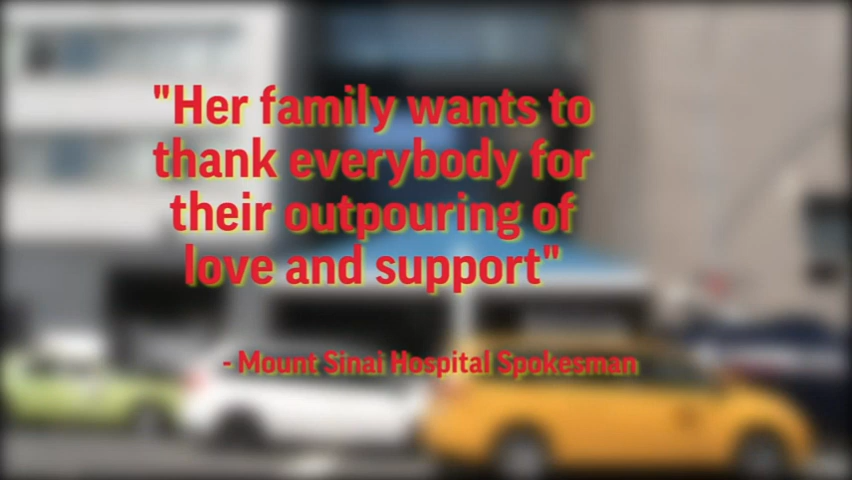 "Her family wants to
thank everybody for
their outpouring of
love and support"
- Mount Sinai Hospital Spokesman